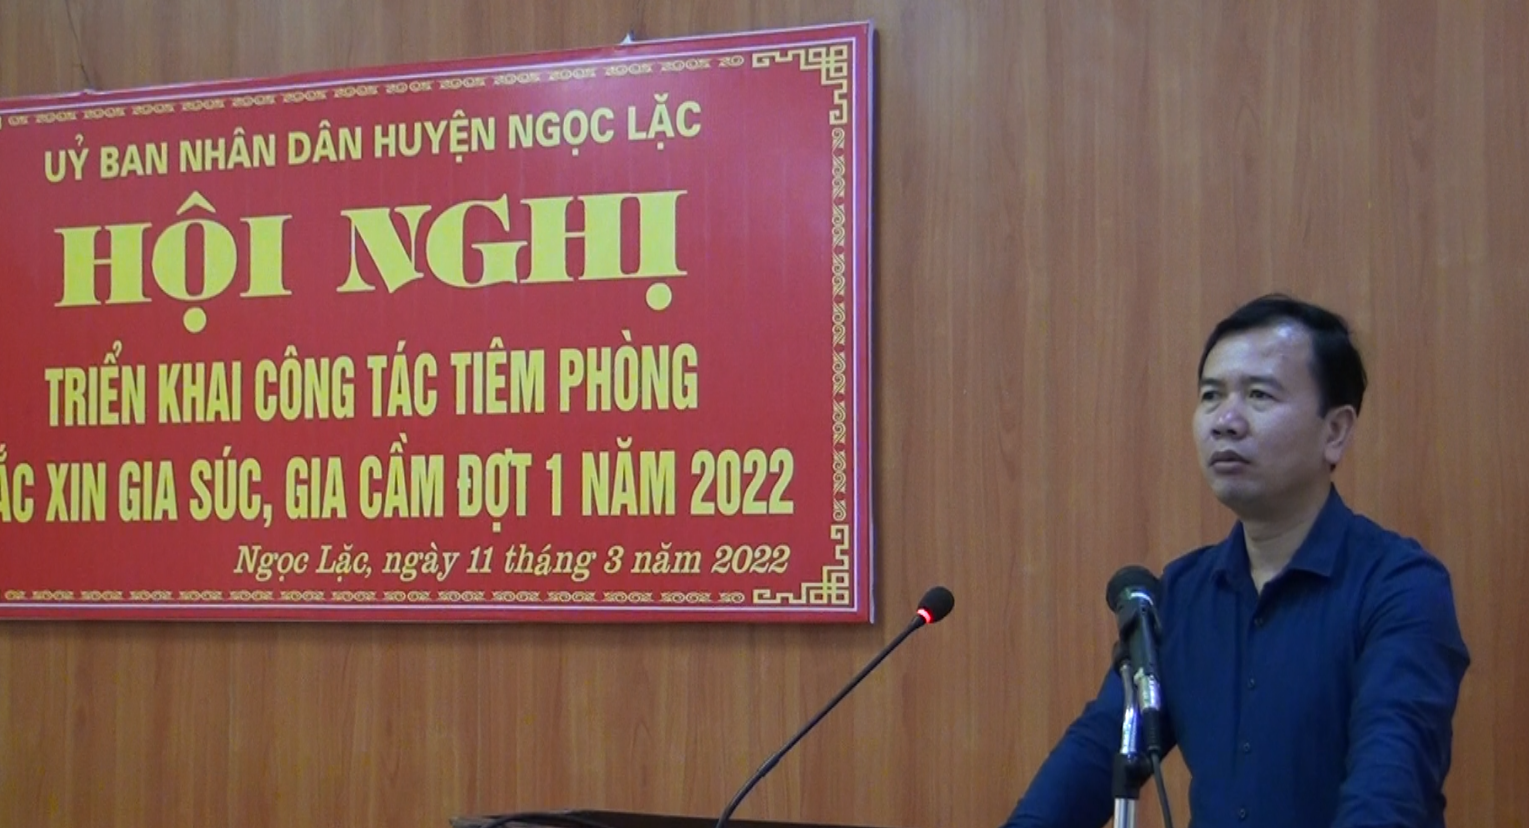 UỶ BAN NHÂN DÂN HUYỆN NGỌC LẶC
HỘI NGHỊ
TRIỂN KHAI CÔNG TÁC TIÊM PHÒNG
ẮC XIN GIA SÚC, GIA CẦM ĐỢT 1 NĂM 2022
Ngọc Lặc, ngày 11 tháng 3 năm 2022